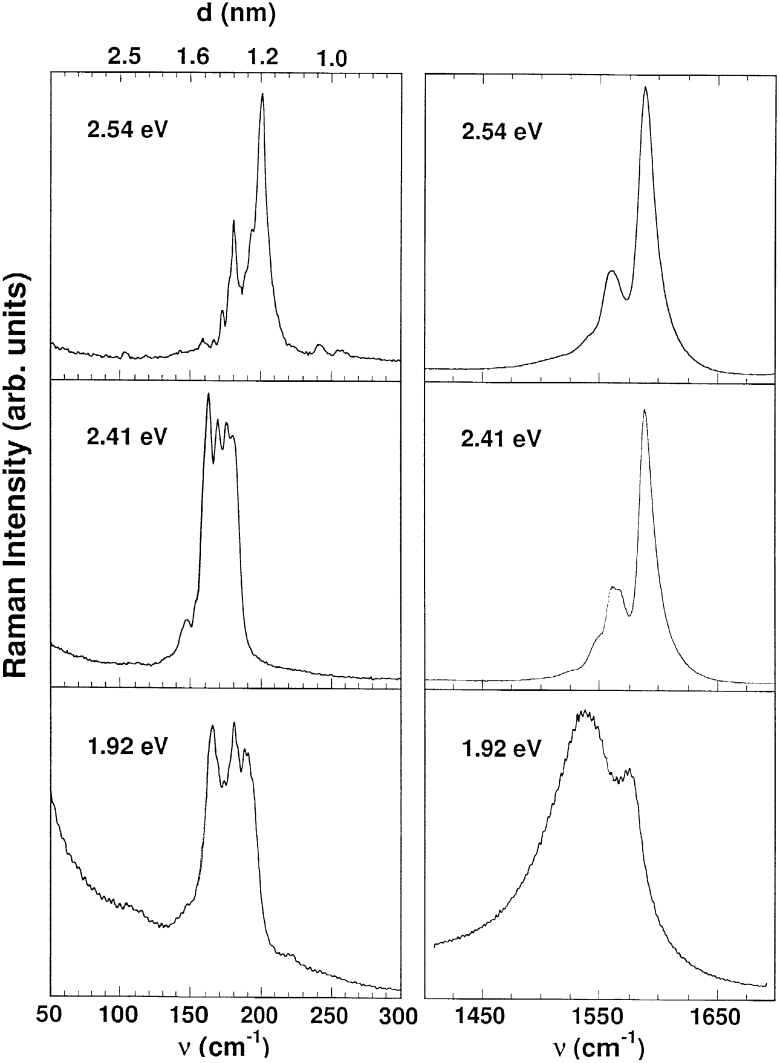 d (nm)
2.5 1.6 1.2 1.0
2.54 eV
2.54 eV
2.41 eV
2.41 eV
1.92 eV
1.92 eV
Raman Intensity (arb. units)
50 100 150 200 250 300
1450 1550 1650
ν (cm⁻¹)
ν (cm⁻¹)